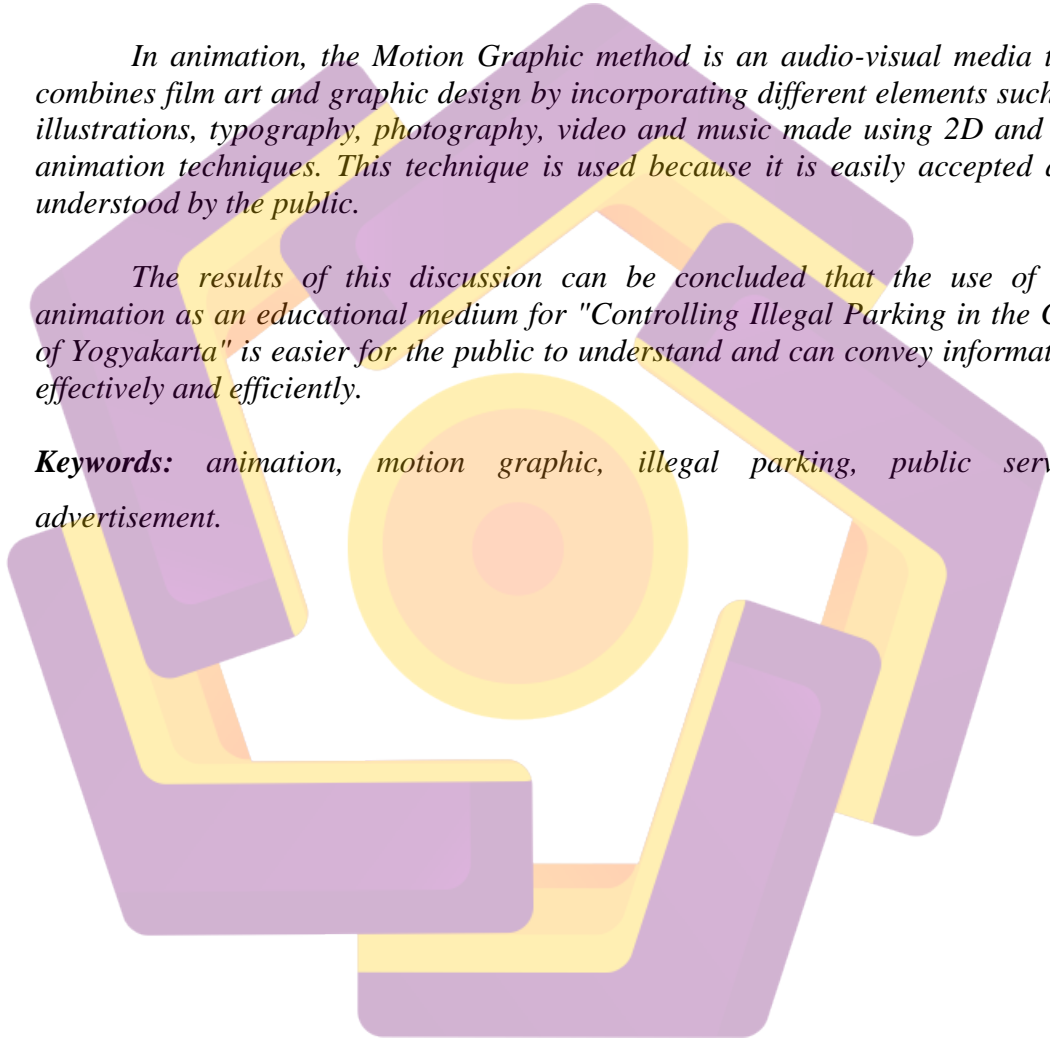 In animation, the Motion Graphic method is an audio-visual media
combines film art and graphic design by incorporating different elements such
illustrations, typography, photography, video and music made using 2D and
animation techniques. This technique is used because it is easily accepted
understood by the public.
The results of this discussion can be concluded that the use of
animation as an educational medium for "Controlling Illegal Parking in the
of Yogyakarta" is easier for the public to understand and can convey
effectively and efficiently.
Keywords: animation, motion graphic, illegal parking, public
advertisement.